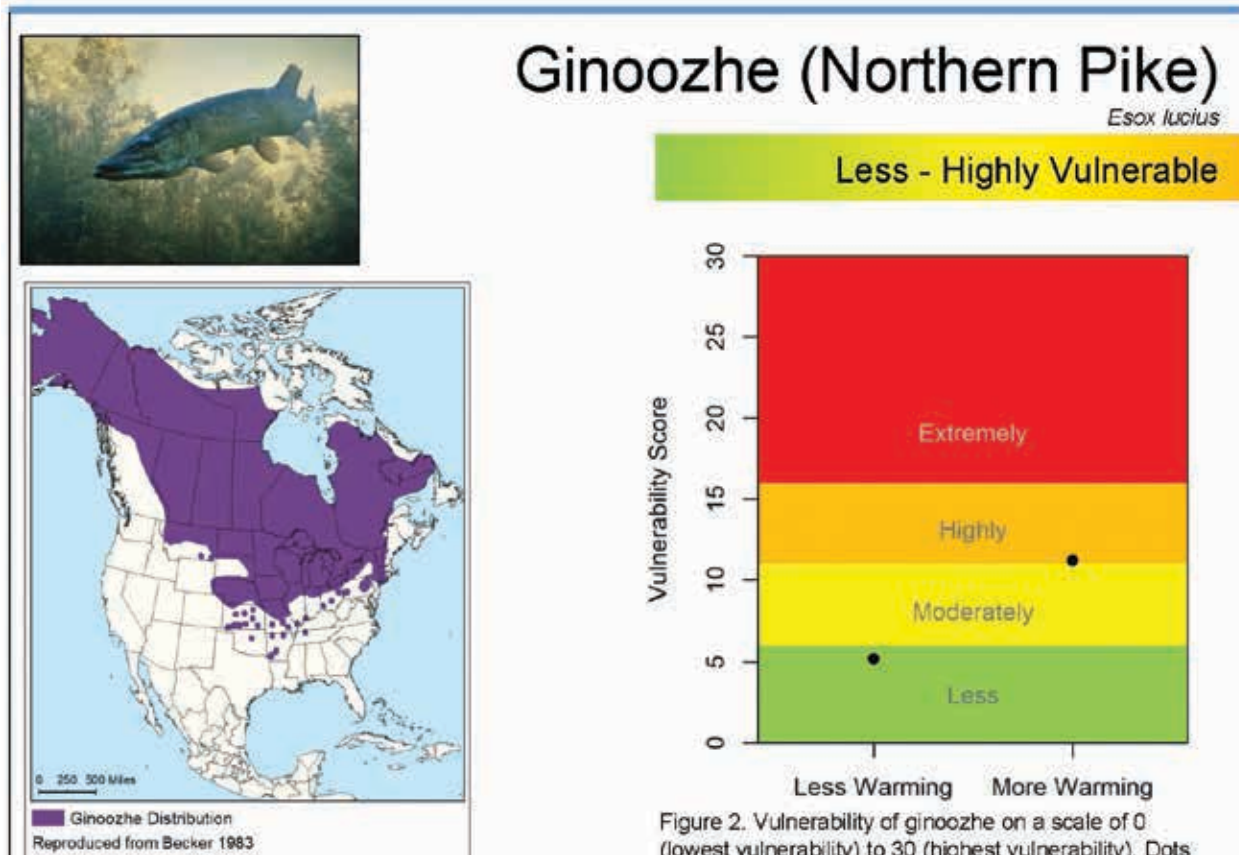 Ginoozhe (Northern Pike)
Esox lucius
Less - Highly Vulnerable
0 250 500 Miles
Ginoozhe Distribution
Reproduced from Becker 1983
Vulnerability Score
30
25
20
15
10
5
0
Extremely
Highly
Moderately
Less
Less Warming More Warming
Figure 2. Vulnerability of ginoozhe on a scale of 0
(lowest vulnerability) to 30 (highest vulnerability). Dots